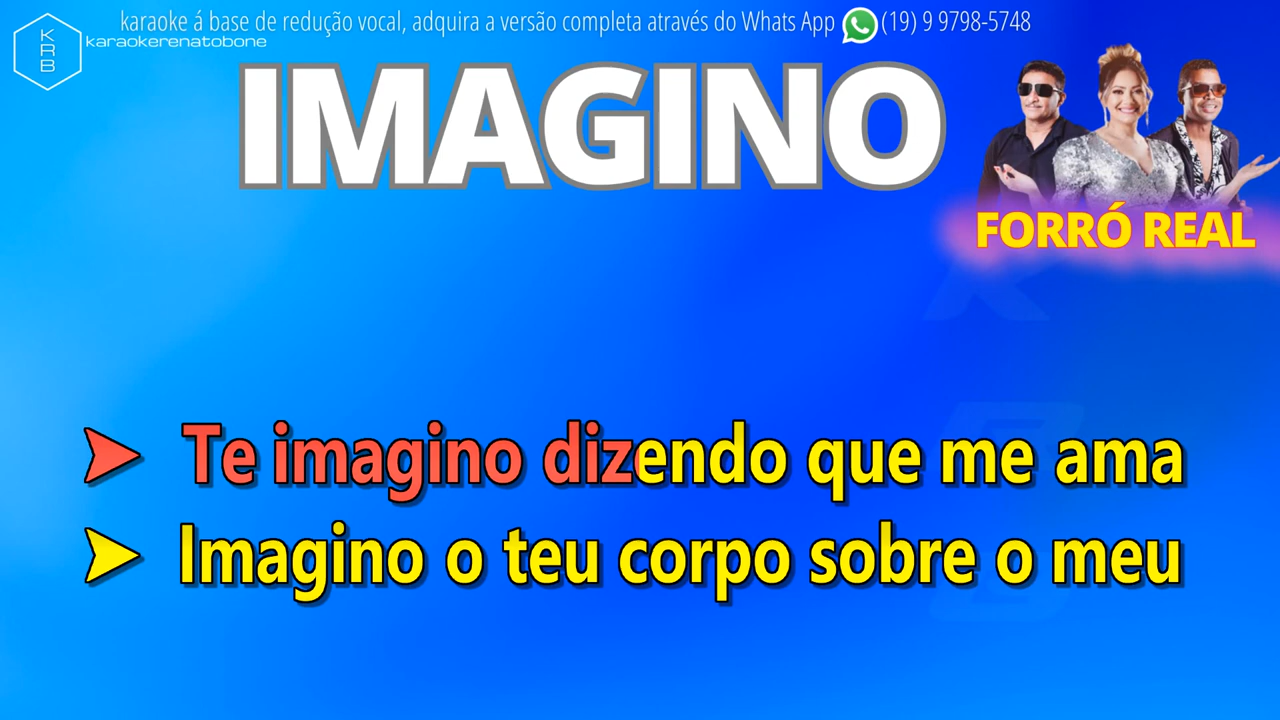 karaoke á base de redução vocal, adquira a versão completa através do Whats App (19) 9 9798-5748
KRB
karaokerenatobone
IMAGINO
FORRÓ REAL
Te imagino dizendo que me ama
Imagino o teu corpo sobre o meu